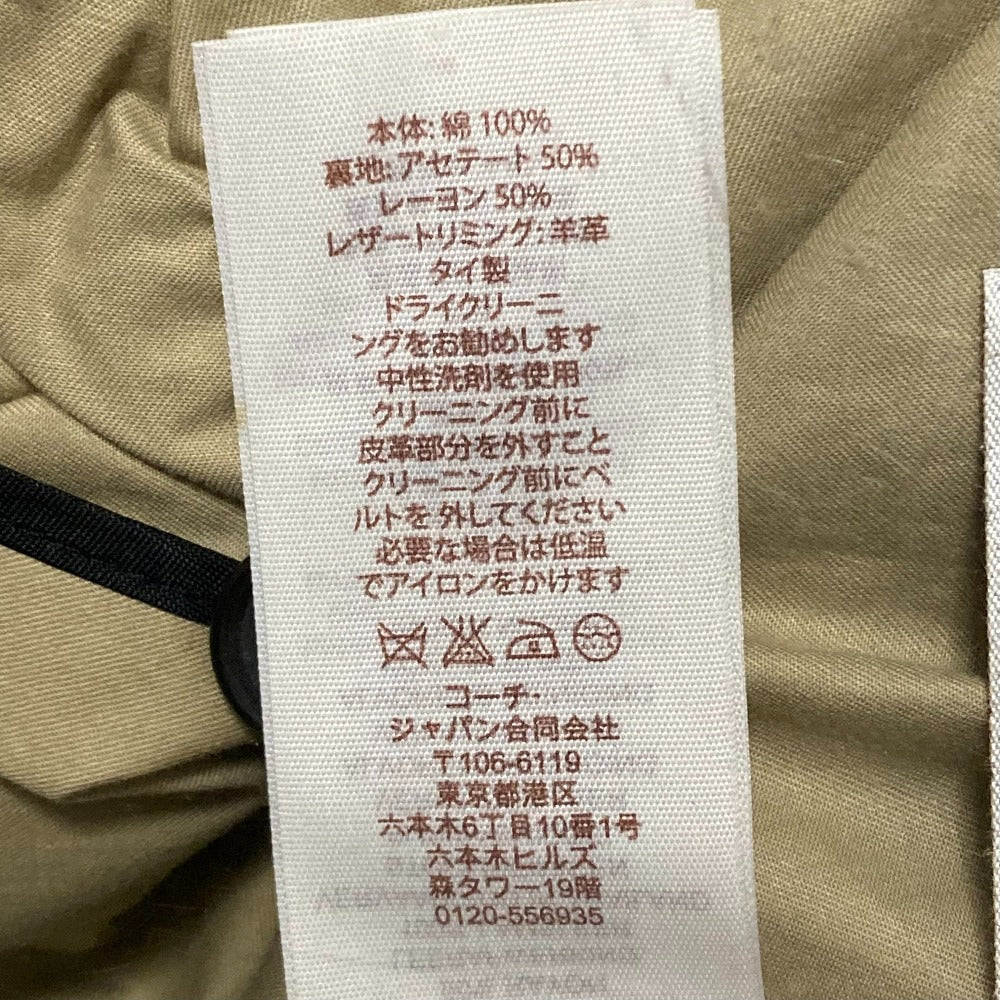 本体: 綿 100%
裏地: アセテート 50%
レーヨン 50%
レザートリミング: 羊革
タイ製
ドライクリーニ
ングをお勧めします
中性洗剤を使用
クリーニング前に
皮革部分を外すこと
クリーニング前にベ
ルトを外してください
必要な場合は低温
でアイロンをかけます
コーチ・
ジャパン合同会社
〒106-6119
東京都港区
六本木6丁目10番1号
六本木ヒルズ
森タワー19階
0120-556935